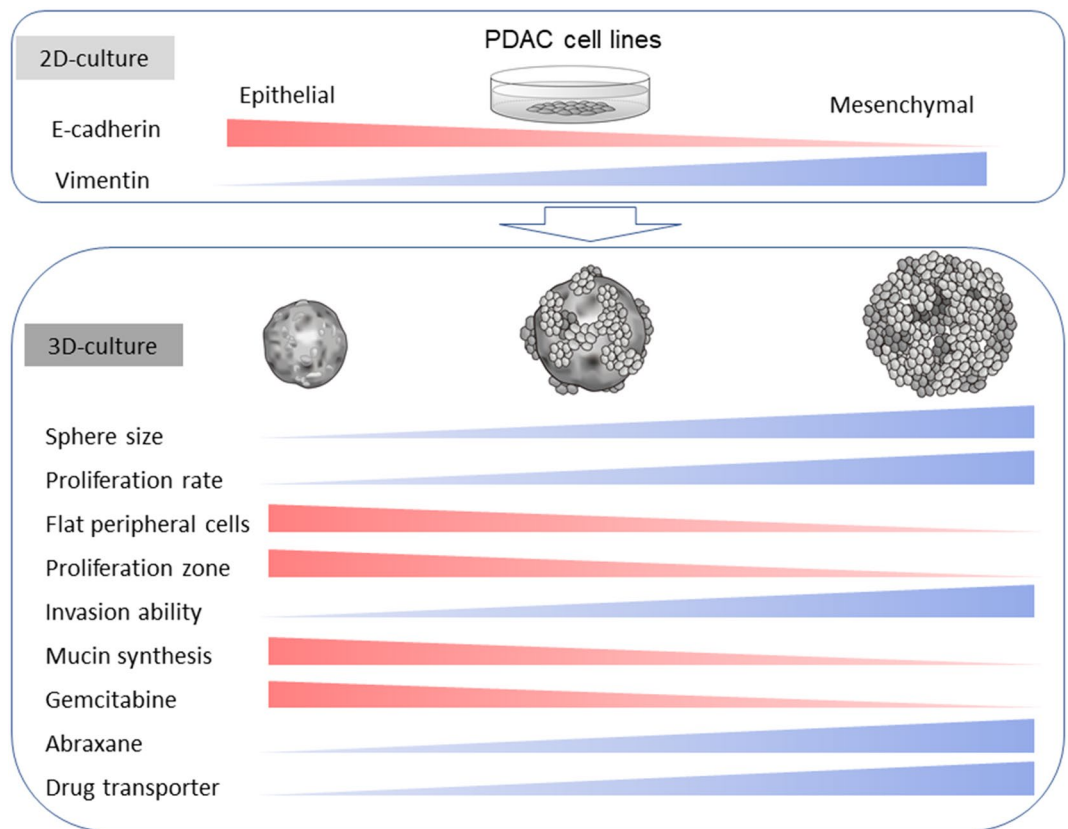 PDAC cell lines
2D-culture
Epithelial
Mesenchymal
E-cadherin
Vimentin
3D-culture
Sphere size
Proliferation rate
Flat peripheral cells
Proliferation zone
Invasion ability
Mucin synthesis
Gemcitabine
Abraxane
Drug transporter